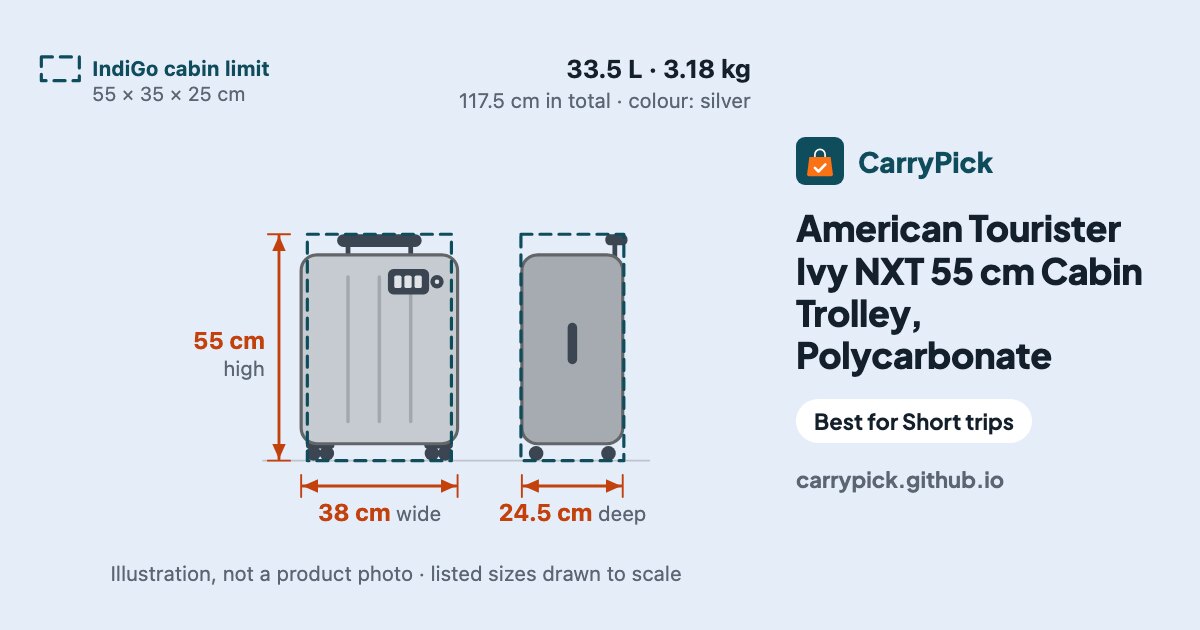 IndiGo cabin limit
55 × 35 × 25 cm
33.5 L · 3.18 kg
117.5 cm in total · colour: silver
CarryPick
American Tourister
Ivy NXT 55 cm Cabin
Trolley,
Polycarbonate
Best for Short trips
carrypick.github.io
55 cm
high
38 cm wide
24.5 cm deep
Illustration, not a product photo · listed sizes drawn to scale